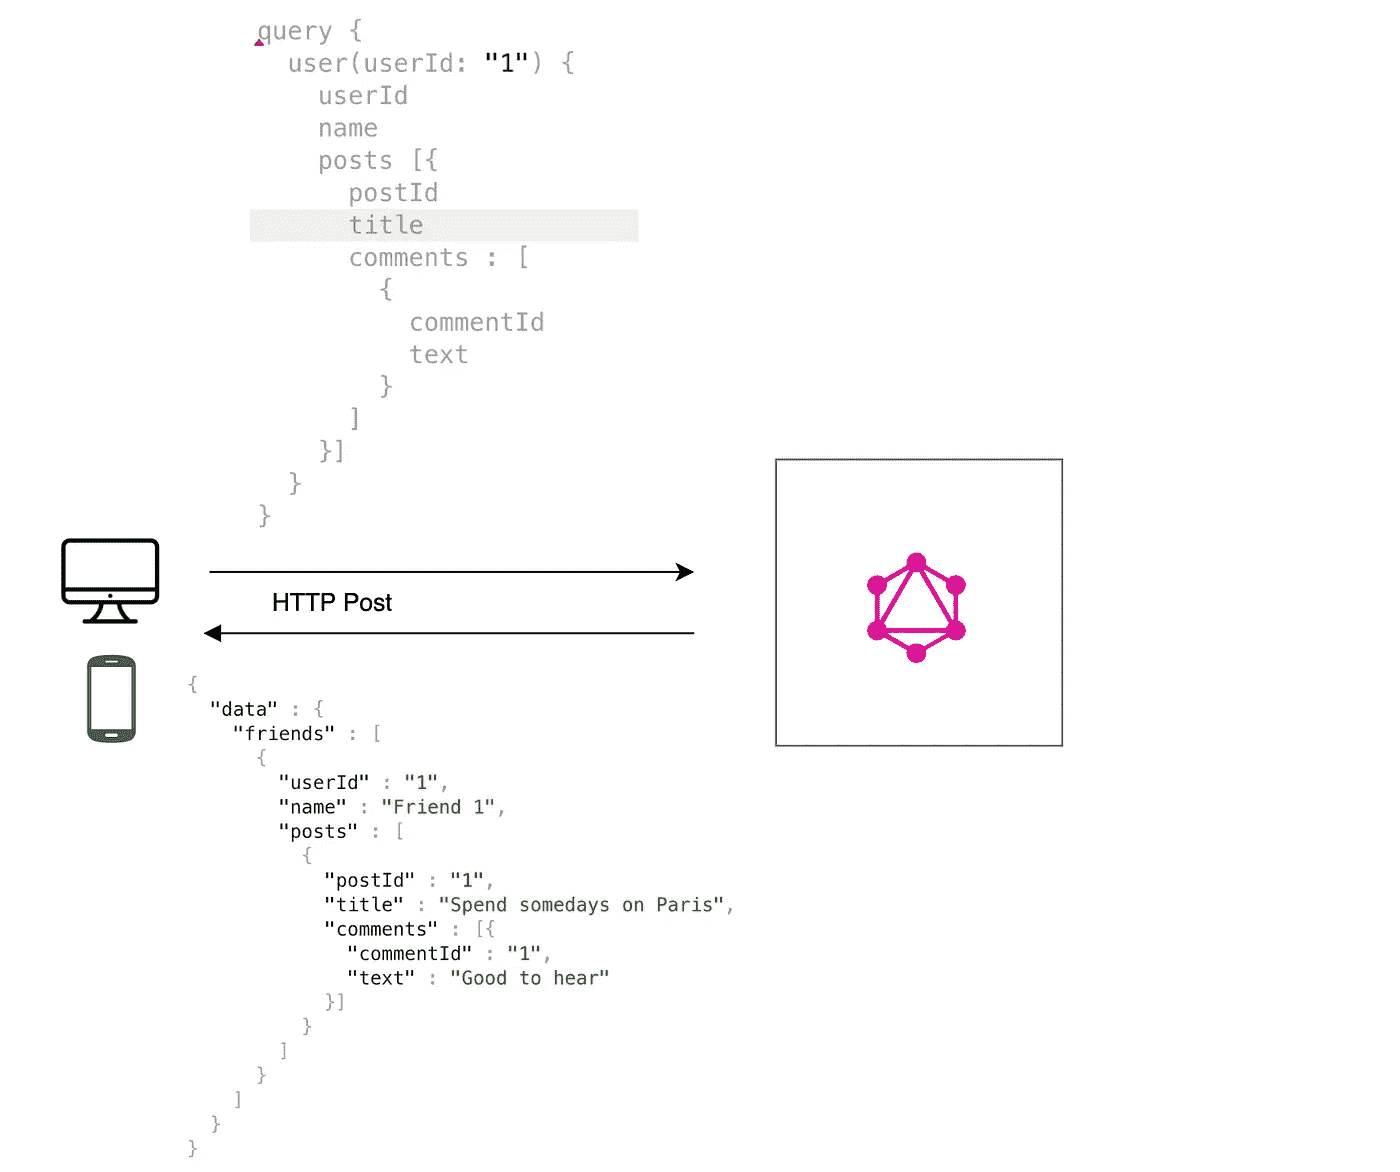 query {
  user(userId: "1") {
    userId
    name
    posts [{
      postId
      title
      comments : [
        {
          commentId
          text
        }
      ]
    }]
  }
}
HTTP Post
{
  "data" : {
    "friends" : [
      {
        "userId" : "1",
        "name" : "Friend 1",
        "posts" : [
          {
            "postId" : "1",
            "title" : "Spend somedays on Paris",
            "comments" : [{
              "commentId" : "1",
              "text" : "Good to hear"
            }]
          }
        ]
      }
    ]
  }
}